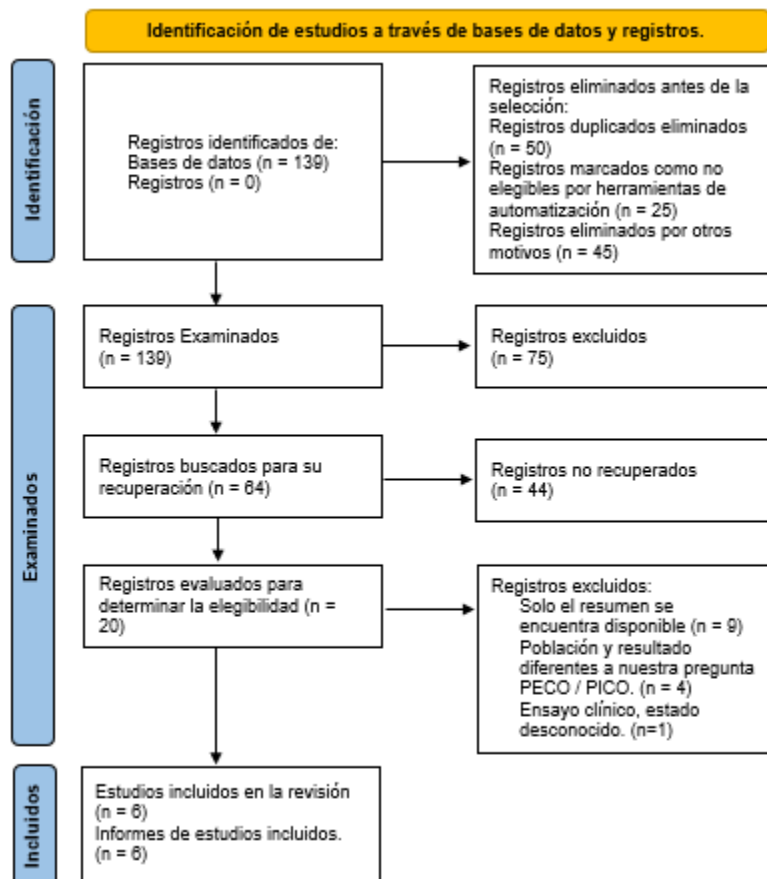 Identificación de estudios a través de bases de datos y registros.
Identificación
Registros identificados de:
Bases de datos (n = 139)
Registros (n = 0)
Registros eliminados antes de la
selección:
Registros duplicados eliminados
(n = 50)
Registros marcados como no
elegibles por herramientas de
automatización (n = 25)
Registros eliminados por otros
motivos (n = 45)
Examinados
Registros Examinados
(n = 139)
Registros excluidos
(n = 75)
Registros buscados para su
recuperación (n = 64)
Registros no recuperados
(n = 44)
Registros evaluados para
determinar la elegibilidad (n =
20)
Registros excluidos:
Solo el resumen se
encuentra disponible (n = 9)
Población y resultado
diferentes a nuestra pregunta
PECO / PICO. (n = 4)
Ensayo clínico, estado
desconocido. (n=1)
Incluidos
Estudios incluidos en la revisión
(n = 6)
Informes de estudios incluidos.
(n = 6)